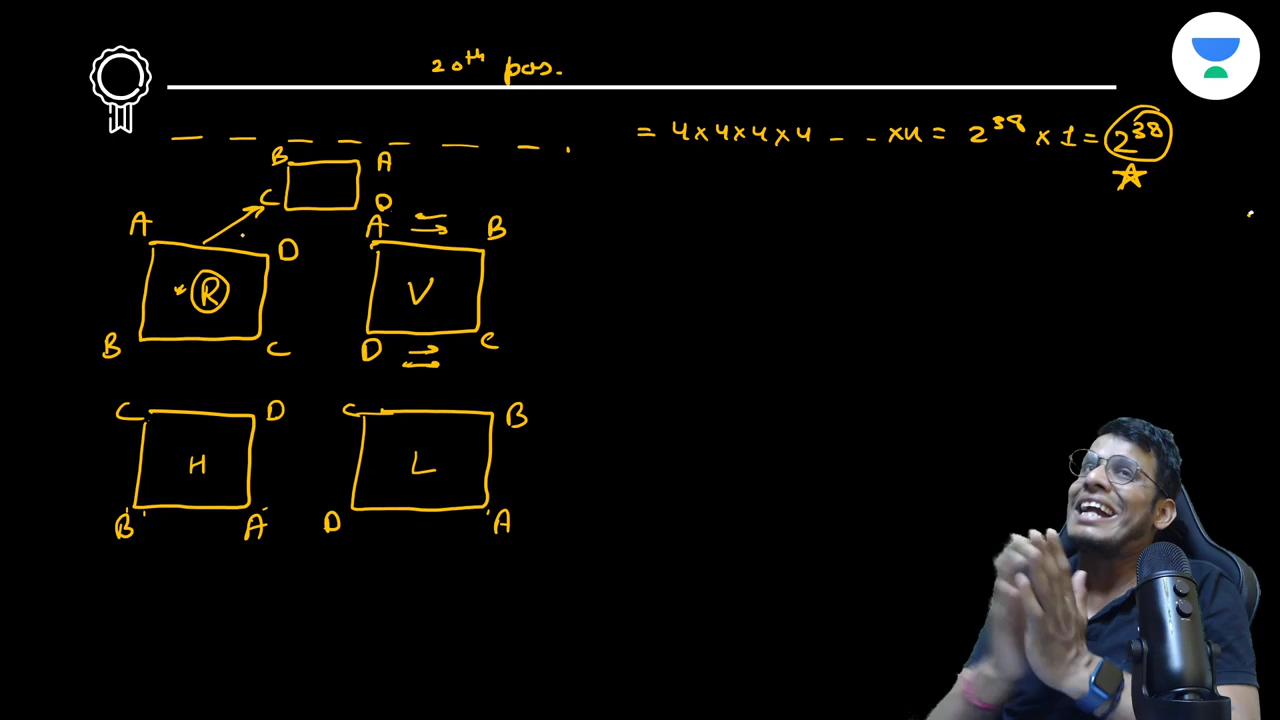 20th pos.
= 4×4×4×4 - - ×4 = 2^38 × 1 = 2^38
B A
C D
A D
R
B C
A B
V
D C
C D
H
B A
C B
L
D A